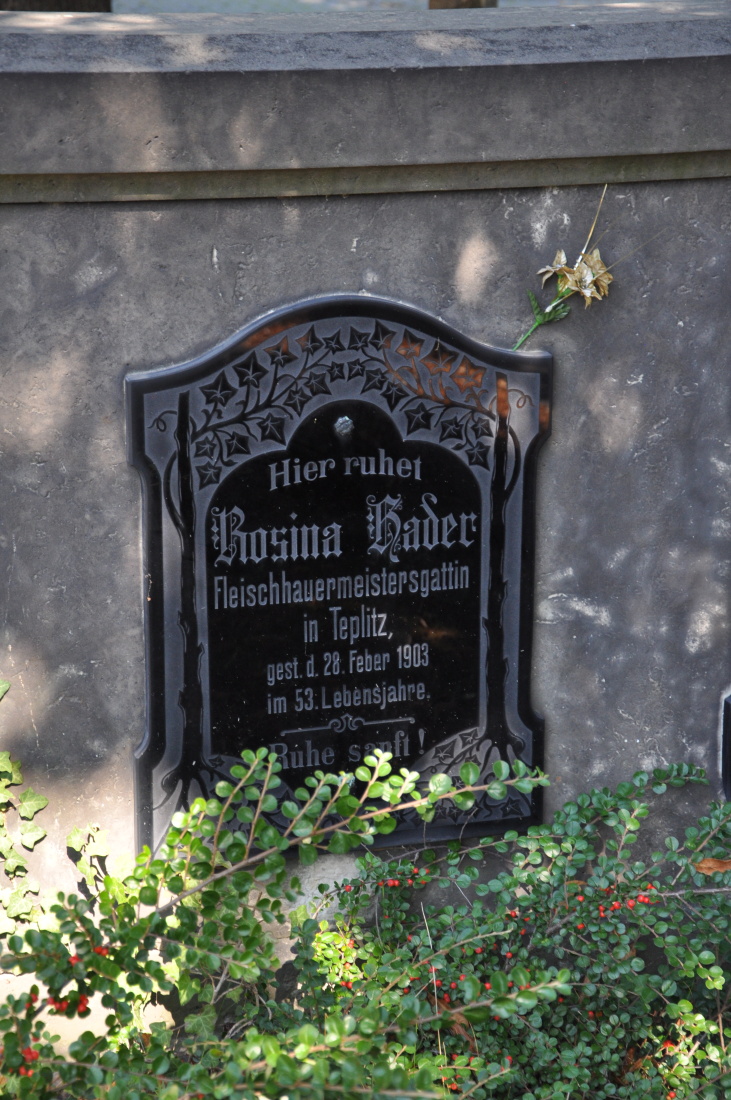 Hier ruhet
Rosina Hader
Fleischhauermeistersgattin
in Teplitz,
gest. d. 28. Feber 1903
im 53. Lebensjahre.
Ruhe sanft!